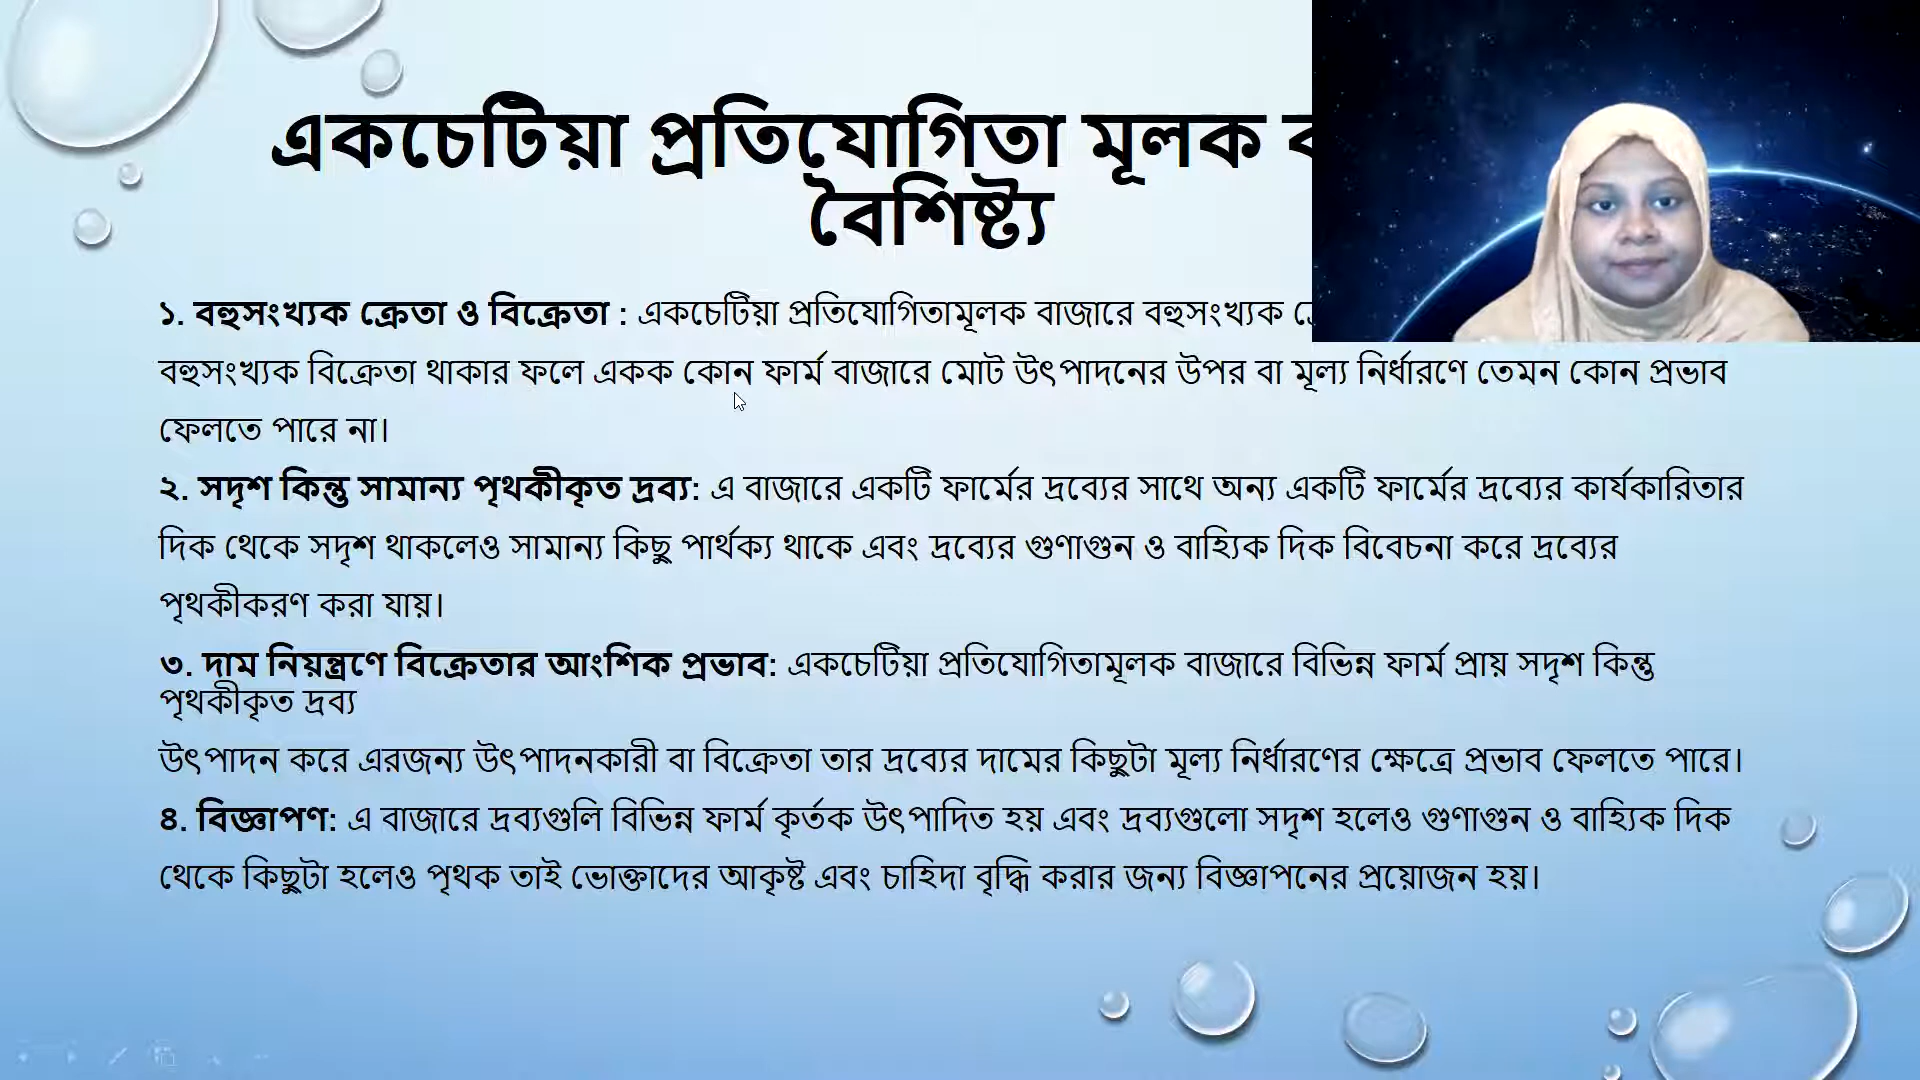 একচেটিয়া প্রতিযোগিতা মূলক
বৈশিষ্ট্য
১. বহুসংখ্যক ক্রেতা ও বিক্রেতা : একচেটিয়া প্রতিযোগিতামূলক বাজারে বহুসংখ্যক
বহুসংখ্যক বিক্রেতা থাকার ফলে একক কোন ফার্ম বাজারে মোট উৎপাদনের উপর বা মূল্য নির্ধারণে তেমন কোন প্রভাব
ফেলতে পারে না।
২. সদৃশ কিন্তু সামান্য পৃথকীকৃত দ্রব্য: এ বাজারে একটি ফার্মের দ্রব্যের সাথে অন্য একটি ফার্মের দ্রব্যের কার্যকারিতার
দিক থেকে সদৃশ থাকলেও সামান্য কিছু পার্থক্য থাকে এবং দ্রব্যের গুণাগুন ও বাহ্যিক দিক বিবেচনা করে দ্রব্যের
পৃথকীকরণ করা যায়।
৩. দাম নিয়ন্ত্রণে বিক্রেতার আংশিক প্রভাব: একচেটিয়া প্রতিযোগিতামূলক বাজারে বিভিন্ন ফার্ম প্রায় সদৃশ কিন্তু
পৃথকীকৃত দ্রব্য
উৎপাদন করে এরজন্য উৎপাদনকারী বা বিক্রেতা তার দ্রব্যের দামের কিছুটা মূল্য নির্ধারণের ক্ষেত্রে প্রভাব ফেলতে পারে।
৪. বিজ্ঞাপণ: এ বাজারে দ্রব্যগুলি বিভিন্ন ফার্ম কৃর্তক উৎপাদিত হয় এবং দ্রব্যগুলো সদৃশ হলেও গুণাগুন ও বাহ্যিক দিক
থেকে কিছুটা হলেও পৃথক তাই ভোক্তাদের আকৃষ্ট এবং চাহিদা বৃদ্ধি করার জন্য বিজ্ঞাপনের প্রয়োজন হয়।